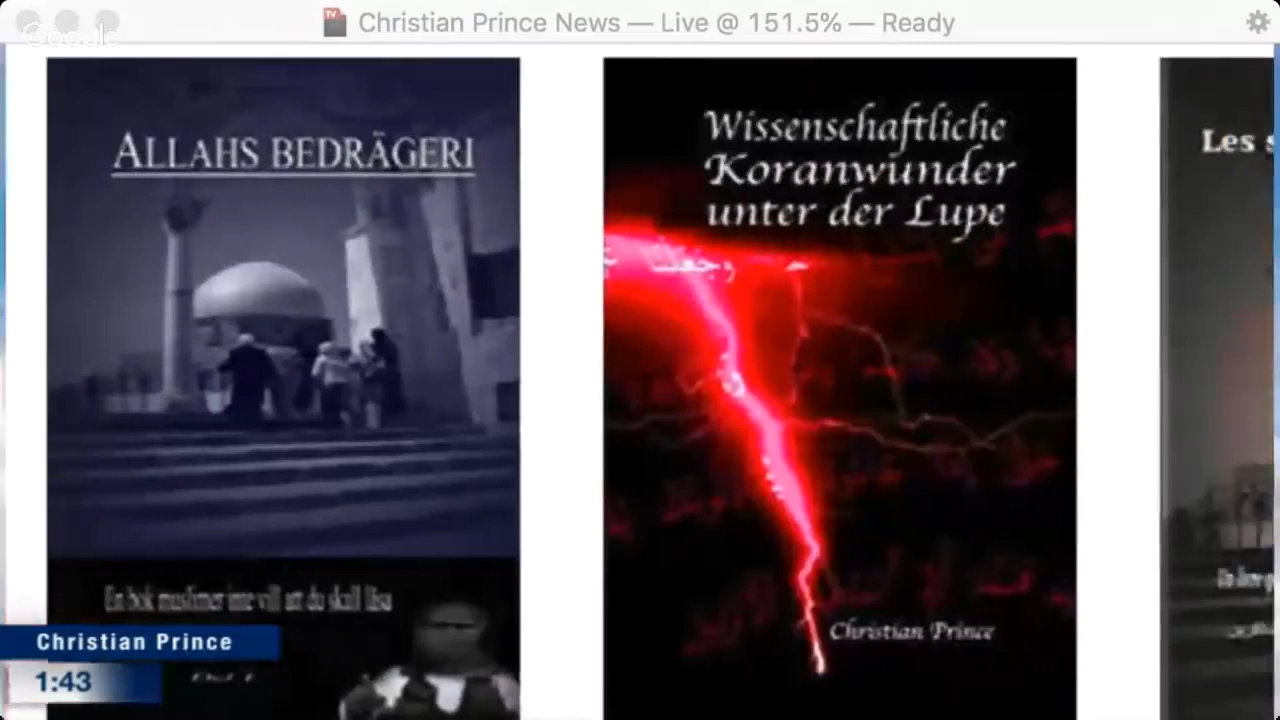 Christian Prince News — Live @ 151.5% — Ready
Google
ALLAHS BEDRÄGERI
En bok muslimer inte vill att du skall läsa
Wissenschaftliche
Koranwunder
unter der Lupe
Christian Prince
Les s
Christian Prince
1:43